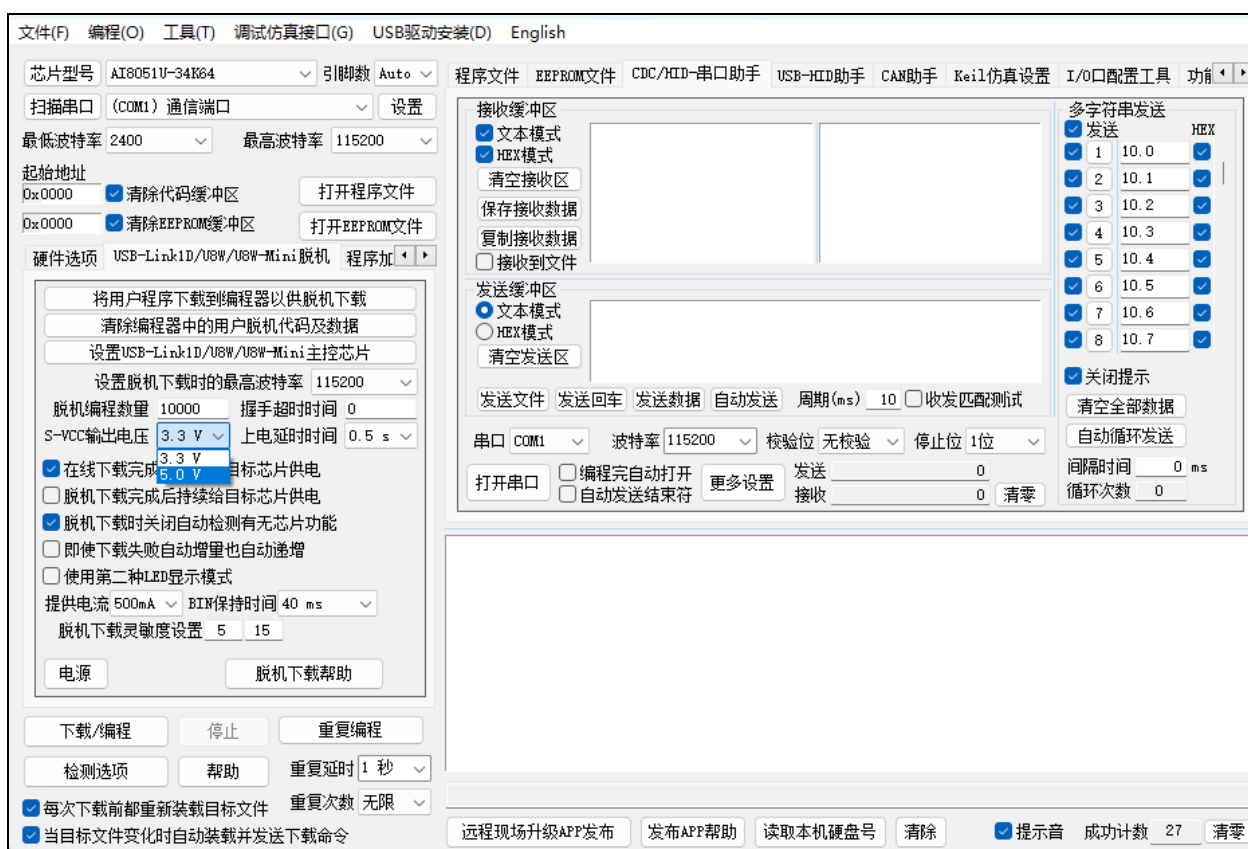 文件(F) 编程(O) 工具(T) 调试仿真接口(G) USB驱动安装(D) English
芯片型号 AI8051U-34K64 引脚数 Auto
扫描串口 (COM1) 通信端口 设置
最低波特率 2400 最高波特率 115200
起始地址
0x0000 清除代码缓冲区 打开程序文件
0x0000 清除EEPROM缓冲区 打开EEPROM文件
硬件选项 USB-Link1D/U8W/U8W-Mini脱机 程序加
将用户程序下载到编程器以供脱机下载
清除编程器中的用户脱机代码及数据
设置USB-Link1D/U8W/U8W-Mini主控芯片
设置脱机下载时的最高波特率 115200
脱机编程数量 10000 握手超时时间 0
S-VCC输出电压 3.3 V 上电延时时间 0.5 s
3.3 V
5.0 V
在线下载完成 目标芯片供电
脱机下载完成后持续给目标芯片供电
脱机下载时关闭自动检测有无芯片功能
即使下载失败自动增量也自动递增
使用第二种LED显示模式
提供电流 500mA BIN保持时间 40 ms
脱机下载灵敏度设置 5 15
电源 脱机下载帮助
下载/编程 停止 重复编程
检测选项 帮助 重复延时 1 秒
每次下载前都重新装载目标文件 重复次数 无限
当目标文件变化时自动装载并发送下载命令
程序文件 EEPROM文件 CDC/HID-串口助手 USB-HID助手 CAN助手 Keil仿真设置 I/O口配置工具
接收缓冲区
文本模式
HEX模式
清空接收区
保存接收数据
复制接收数据
接收到文件
发送缓冲区
文本模式
HEX模式
清空发送区
发送文件 发送回车 发送数据 自动发送 周期(ms) 10 收发匹配测试
串口 COM1 波特率 115200 校验位 无校验 停止位 1位
打开串口 编程完自动打开 自动发送结束符 更多设置 发送 0
接收 0 清零
多字符串发送
发送 HEX
1 10.0
2 10.1
3 10.2
4 10.3
5 10.4
6 10.5
7 10.6
8 10.7
关闭提示
清空全部数据
自动循环发送
间隔时间 0 ms
循环次数 0
远程现场升级APP发布 发布APP帮助 读取本机硬盘号 清除 提示音 成功计数 27 清零